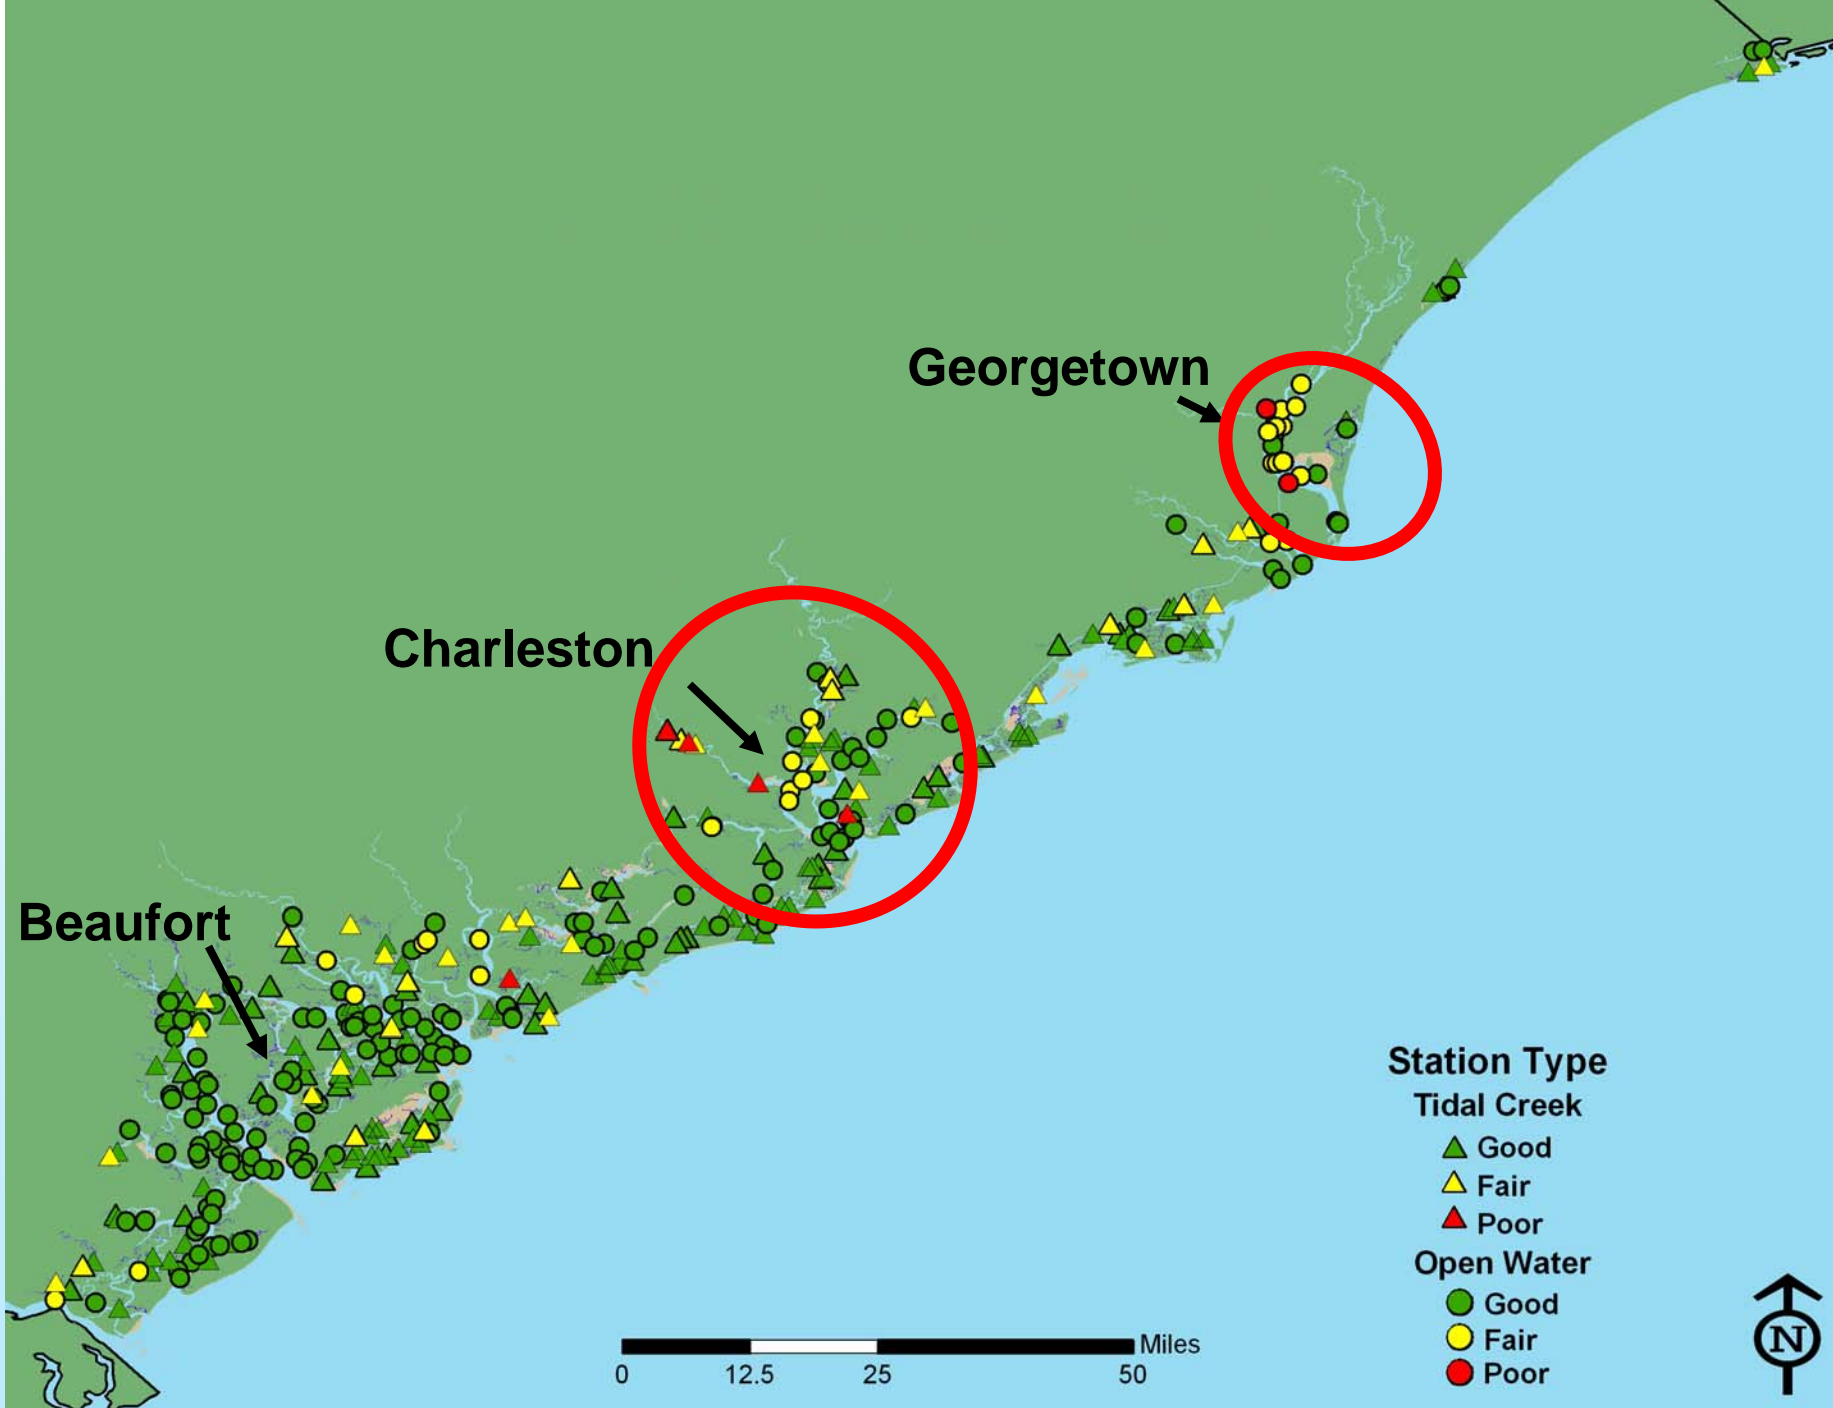 Georgetown
Charleston
Beaufort
Station Type
Tidal Creek
Good
Fair
Poor
Open Water
Good
Fair
Poor
Miles
0 12.5 25 50
N